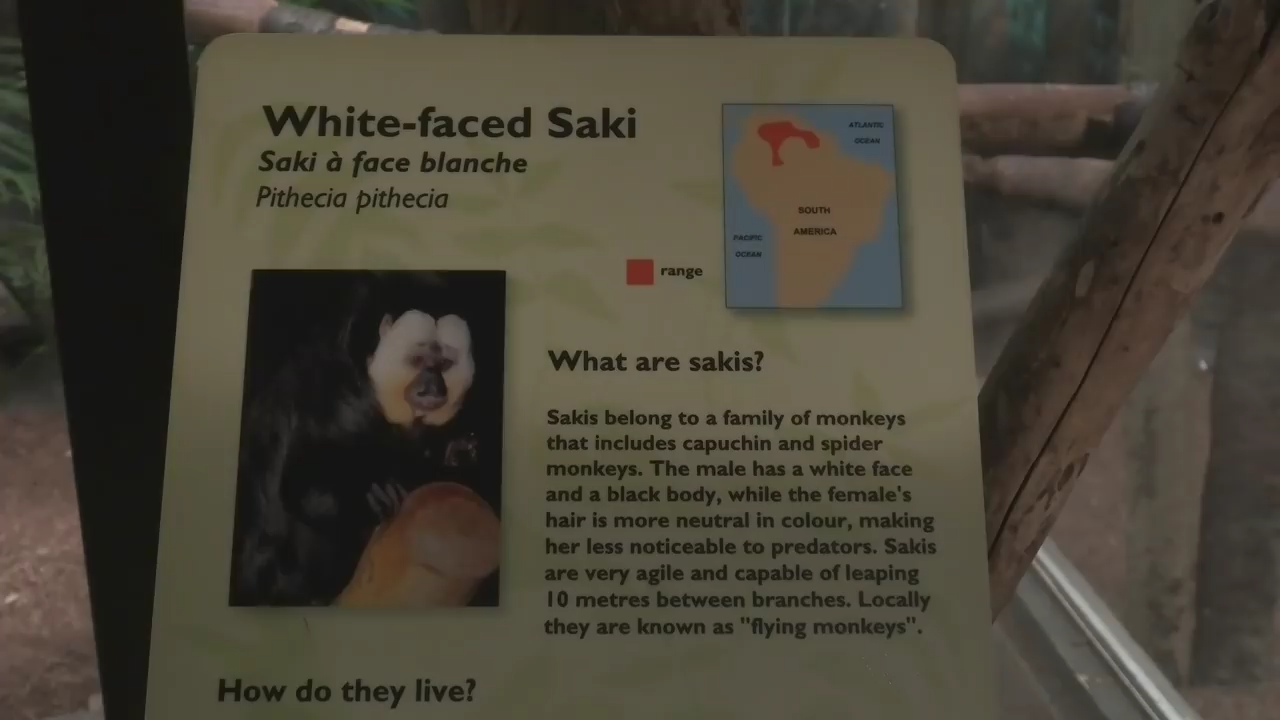 White-faced Saki
Saki à face blanche
Pithecia pithecia
ATLANTIC
OCEAN
SOUTH
AMERICA
PACIFIC
OCEAN
range
What are sakis?
Sakis belong to a family of monkeys
that includes capuchin and spider
monkeys. The male has a white face
and a black body, while the female's
hair is more neutral in colour, making
her less noticeable to predators. Sakis
are very agile and capable of leaping
10 metres between branches. Locally
they are known as "flying monkeys".
How do they live?